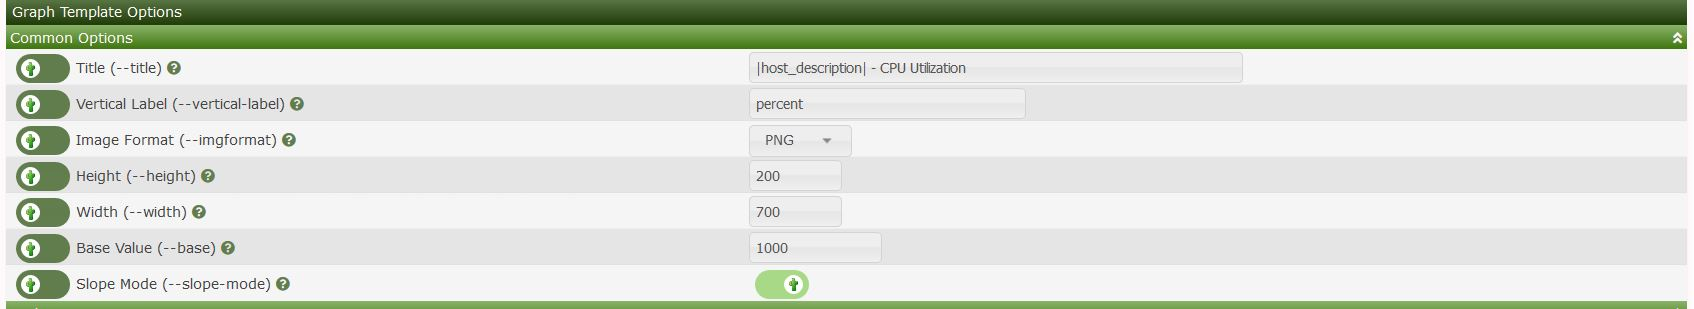 Graph Template Options
Common Options
Title (--title) ?
|host_description| - CPU Utilization
Vertical Label (--vertical-label) ?
percent
Image Format (--imgformat) ?
PNG
Height (--height) ?
200
Width (--width) ?
700
Base Value (--base) ?
1000
Slope Mode (--slope-mode) ?